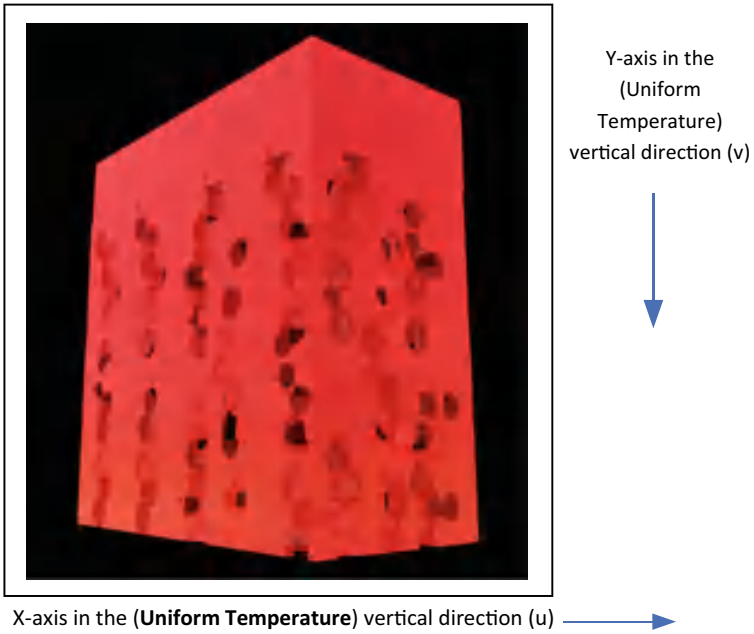 Y-axis in the
(Uniform
Temperature)
vertical direction (v)
X-axis in the (Uniform Temperature) vertical direction (u)